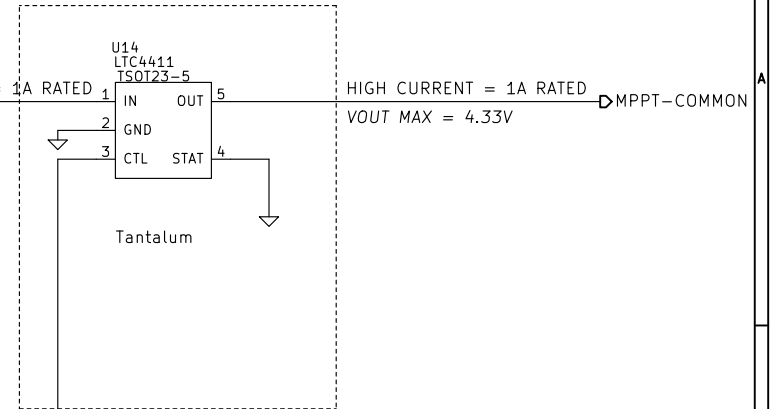 U14
LTC4411
TSOT23-5
= 1A RATED
1 IN OUT 5
2 GND
3 CTL STAT 4
HIGH CURRENT = 1A RATED
VOUT MAX = 4.33V
MPPT-COMMON
A
Tantalum